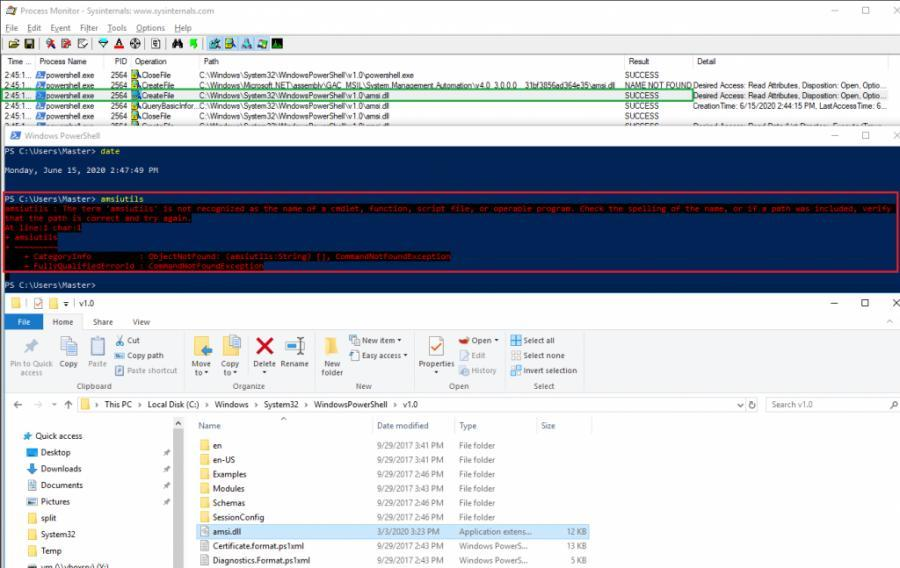 Process Monitor - Sysinternals: www.sysinternals.com
File Edit Event Filter Tools Options Help
Time ... Process Name PID Operation Path Result Detail
2:45:1... powershell.exe 2564 CloseFile C:\Windows\System32\WindowsPowerShell\v1.0\powershell.exe SUCCESS
2:45:1... powershell.exe 2564 CreateFile C:\Windows\Microsoft.NET\assembly\GAC_MSIL\System.Management.Automation\v4.0_3.0.0.0__31bf3856ad364e35\amsi.dll NAME NOT FOUND Desired Access: Read Attributes, Disposition: Open, Optio...
2:45:1... powershell.exe 2564 CreateFile C:\Windows\System32\WindowsPowerShell\v1.0\amsi.dll SUCCESS Desired Access: Read Attributes, Disposition: Open, Optio...
2:45:1... powershell.exe 2564 QueryBasicInfor... C:\Windows\System32\WindowsPowerShell\v1.0\amsi.dll SUCCESS CreationTime: 6/15/2020 2:44:15 PM, LastAccessTime: 6...
2:45:1... powershell.exe 2564 CloseFile C:\Windows\System32\WindowsPowerShell\v1.0\amsi.dll SUCCESS
Windows PowerShell
PS C:\Users\Master> date
Monday, June 15, 2020 2:47:49 PM
PS C:\Users\Master> amsiutils
amsiutils : The term 'amsiutils' is not recognized as the name of a cmdlet, function, script file, or operable program. Check the spelling of the name, or if a path was included, verify
that the path is correct and try again.
At line:1 char:1
+ amsiutils
+ ~~~~~~~~~
+ CategoryInfo : ObjectNotFound: (amsiutils:String) [], CommandNotFoundException
+ FullyQualifiedErrorId : CommandNotFoundException
PS C:\Users\Master>
v1.0
File Home Share View
Pin to Quick access Copy Paste Cut Copy path Paste shortcut Move to Copy to Delete Rename New folder New item Easy access Properties Open Edit History Select all Select none Invert selection
Clipboard Organize New Open Select
This PC Local Disk (C:) Windows System32 WindowsPowerShell v1.0 Search v1.0
Name Date modified Type Size
Quick access
Desktop
Downloads
Documents
Pictures
split
System32
Temp
en 9/29/2017 3:41 PM File folder
en-US 9/29/2017 3:41 PM File folder
Examples 9/29/2017 2:46 PM File folder
Modules 9/29/2017 3:43 PM File folder
Schemas 9/29/2017 2:46 PM File folder
SessionConfig 9/29/2017 2:46 PM File folder
amsi.dll 3/3/2020 3:23 PM Application extens... 12 KB
Certificate.format.ps1xml 9/29/2017 2:43 PM Windows PowerS... 13 KB
Diagnostics.Format.ps1xml 9/29/2017 2:43 PM Windows PowerS... 5 KB